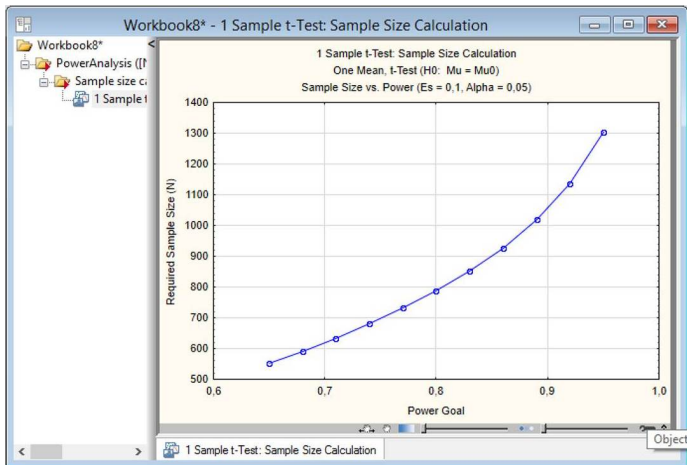 Workbook8* - 1 Sample t-Test: Sample Size Calculation
Workbook8*
PowerAnalysis ([
Sample size c
1 Sample t
1 Sample t-Test: Sample Size Calculation
One Mean, t-Test (H0: Mu = Mu0)
Sample Size vs. Power (Es = 0,1, Alpha = 0,05)
Required Sample Size (N)
1400
1300
1200
1100
1000
900
800
700
600
500
0,6 0,7 0,8 0,9 1,0
Power Goal
Object
1 Sample t-Test: Sample Size Calculation